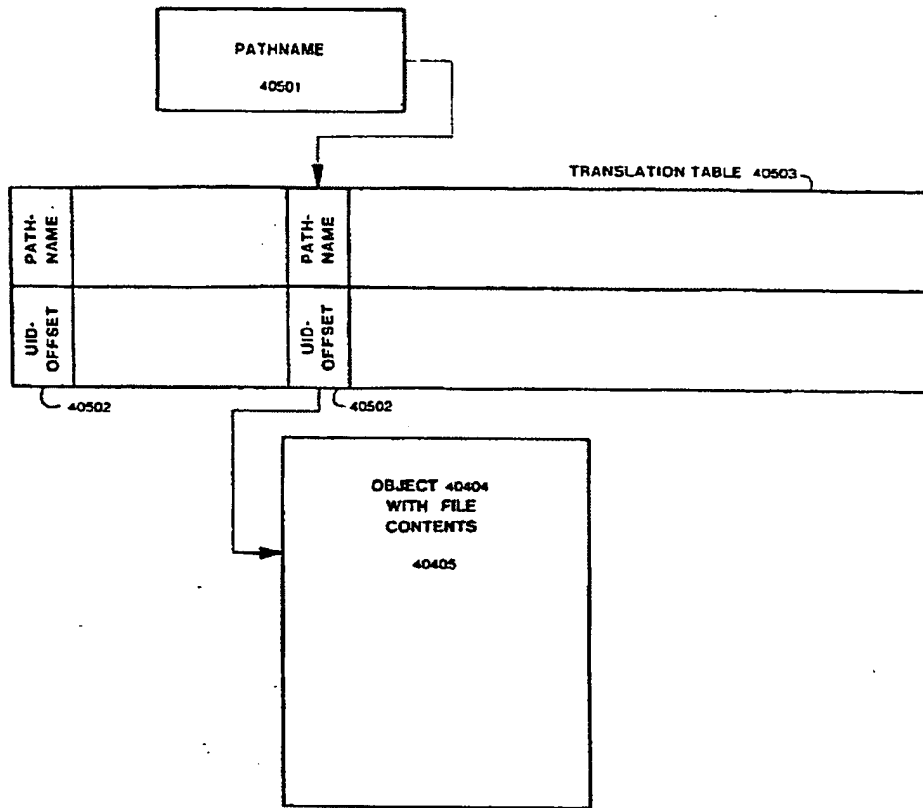 PATHNAME
40501
TRANSLATION TABLE 40503
PATH-
NAME
PATH-
NAME
UID-
OFFSET
UID-
OFFSET
40502
40502
OBJECT 40404
WITH FILE
CONTENTS
40405